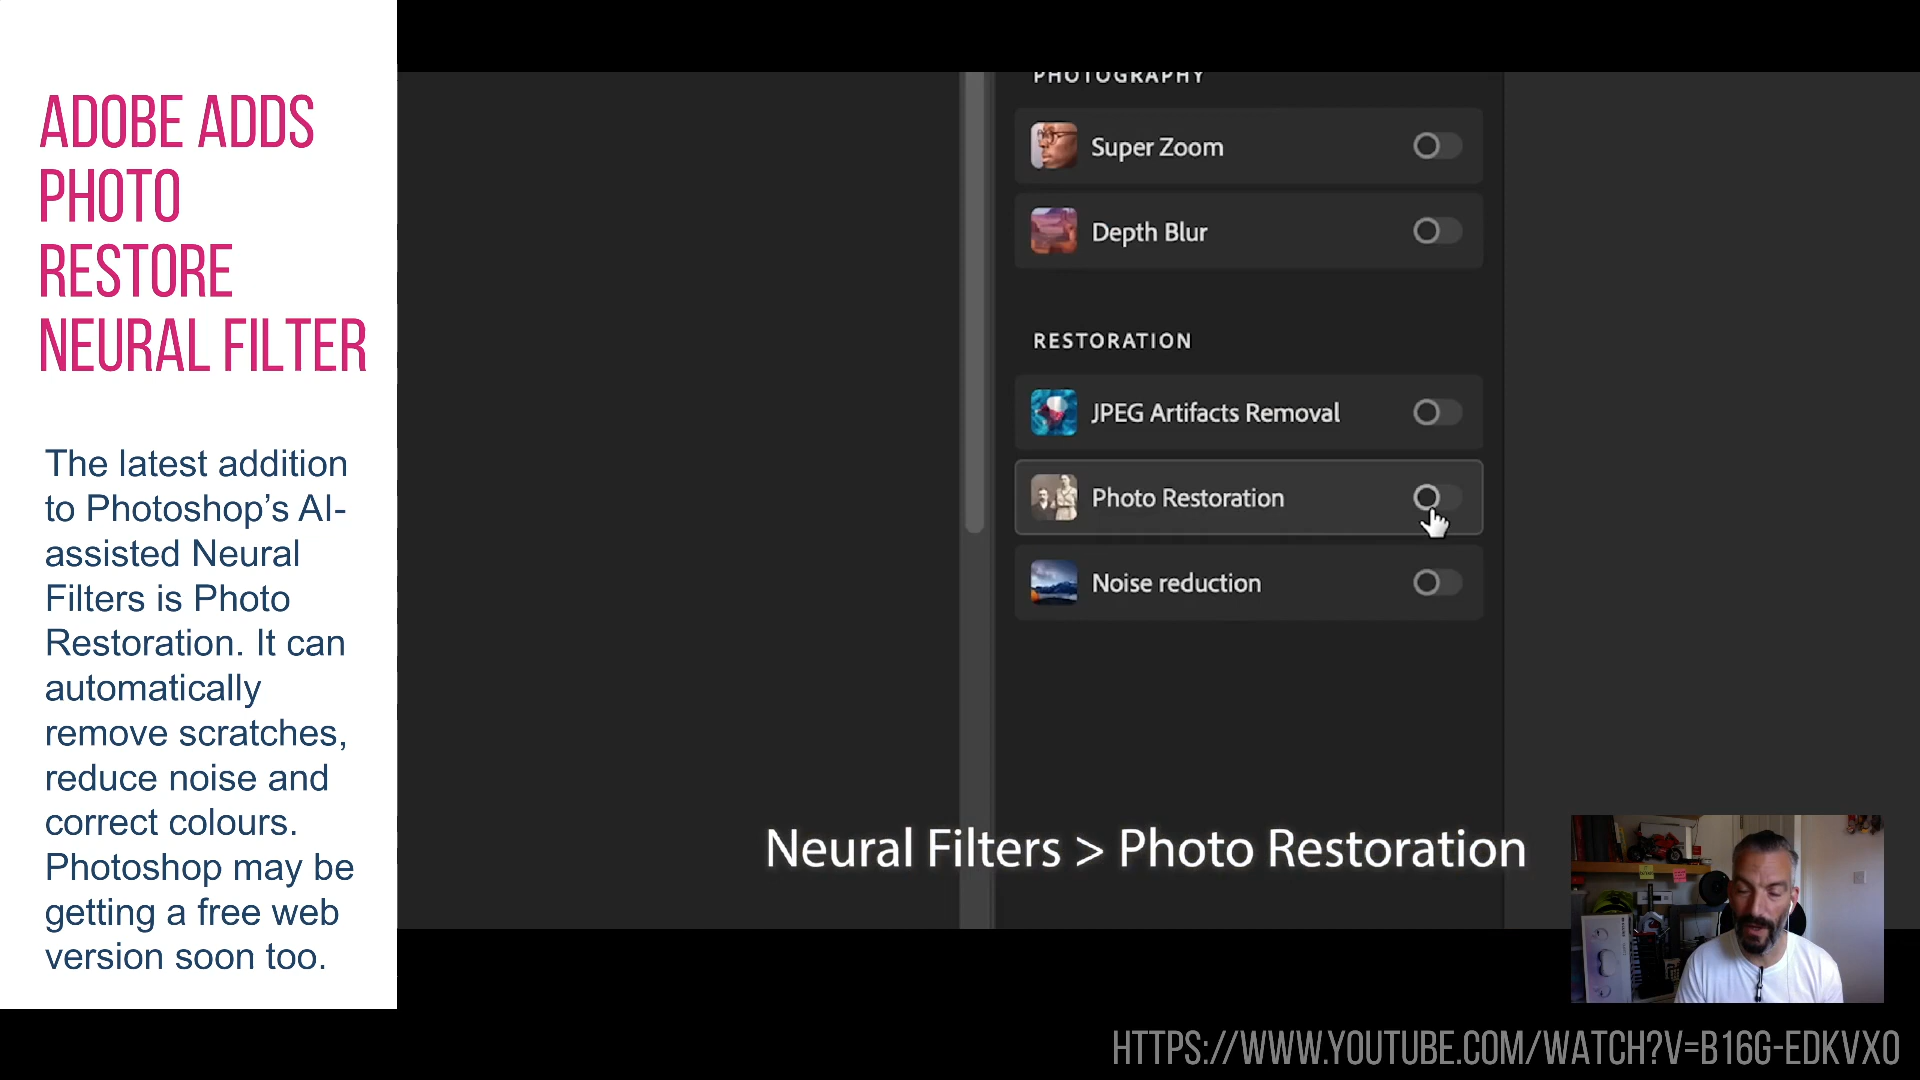 ADOBE ADDS
PHOTO
RESTORE
NEURAL FILTER
The latest addition
to Photoshop’s AI-
assisted Neural
Filters is Photo
Restoration. It can
automatically
remove scratches,
reduce noise and
correct colours.
Photoshop may be
getting a free web
version soon too.
PHOTOGRAPHY
Super Zoom
Depth Blur
RESTORATION
JPEG Artifacts Removal
Photo Restoration
Noise reduction
Neural Filters > Photo Restoration
HTTPS://WWW.YOUTUBE.COM/WATCH?V=B16G-EDKVXO